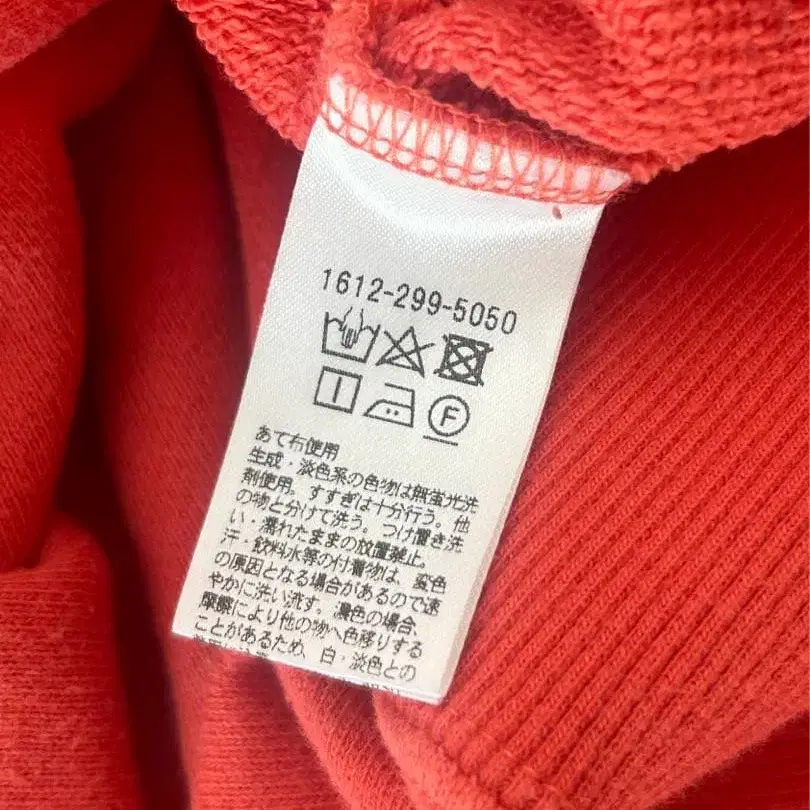 1612-299-5050
F
あて布使用
生成・淡色系の色物は無蛍光洗
剤使用。すすぎは十分行う。他
の物と分けて洗う。つけ置き洗
い・濡れたままの放置禁止。
汗・飲料水等の付着物は、変色
の原因となる場合があるので速
やかに洗い流す。濃色の場合、
摩擦により他の物へ色移りする
ことがあるため、白・淡色との